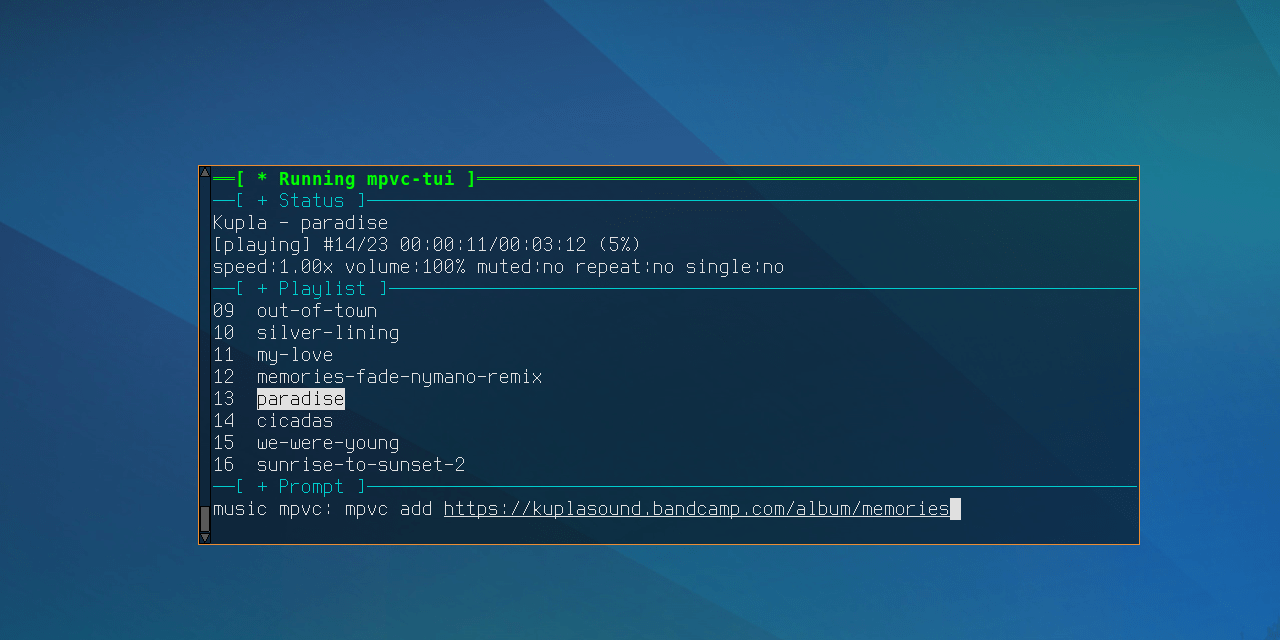 [ * Running mpvc-tui ]
[ + Status ]
Kupla - paradise
[playing] #14/23 00:00:11/00:03:12 (5%)
speed:1.00x volume:100% muted:no repeat:no single:no
[ + Playlist ]
09  out-of-town
10  silver-lining
11  my-love
12  memories-fade-nymano-remix
13  paradise
14  cicadas
15  we-were-young
16  sunrise-to-sunset-2
[ + Prompt ]
music mpvc: mpvc add https://kuplasound.bandcamp.com/album/memories